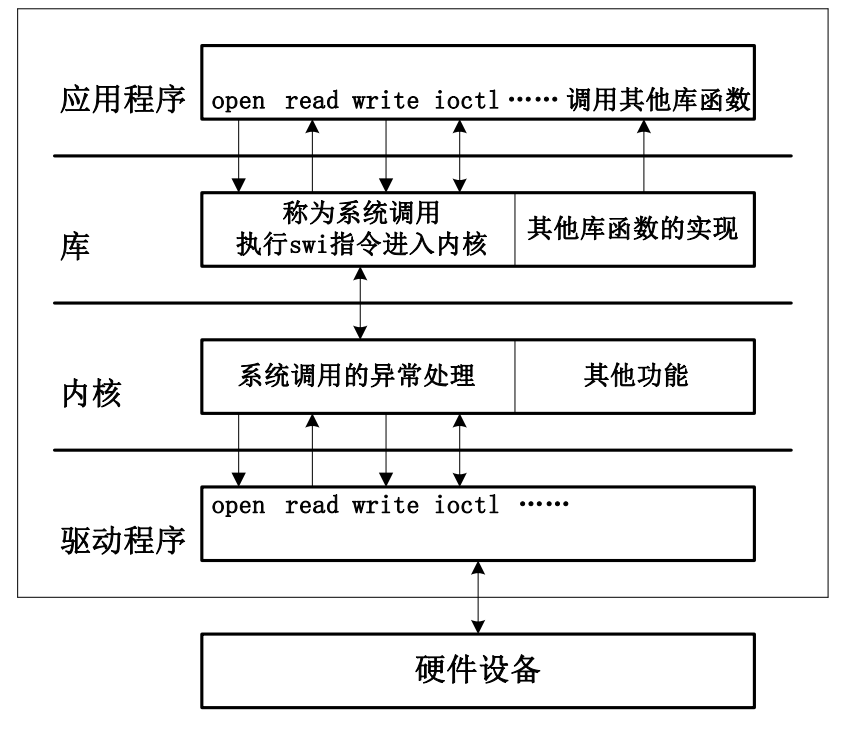 应用程序
open read write ioctl …… 调用其他库函数
库
称为系统调用
执行swi指令进入内核
其他库函数的实现
内核
系统调用的异常处理
其他功能
驱动程序
open read write ioctl ……
硬件设备